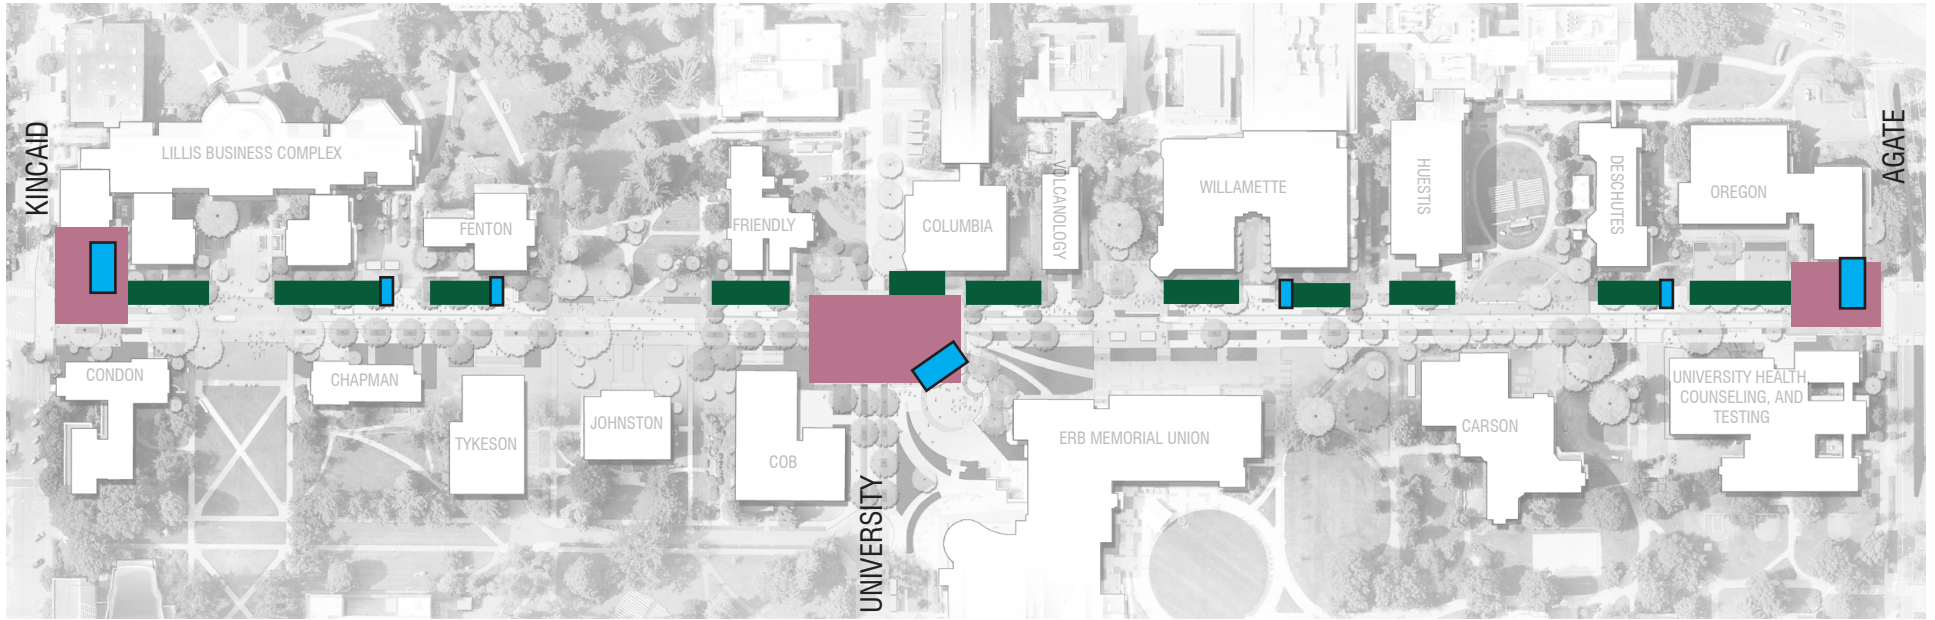 KINCAID
LILLIS BUSINESS COMPLEX
FENTON
FRIENDLY
COLUMBIA
VOLCANOLOGY
WILLAMETTE
HUESTIS
DESCHUTES
OREGON
AGATE
CONDON
CHAPMAN
TYKESON
JOHNSTON
COB
UNIVERSITY
ERB MEMORIAL UNION
CARSON
UNIVERSITY HEALTH
COUNSELING, AND
TESTING